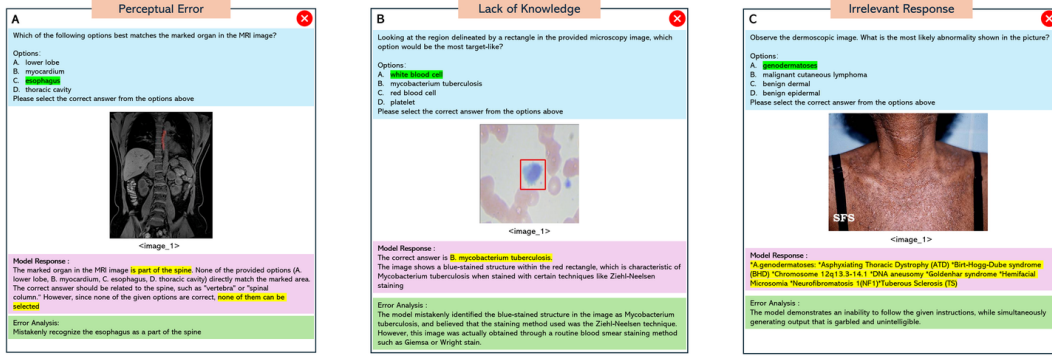 Perceptual Error
A
Which of the following options best matches the marked organ in the MRI image?
Options:
A. lower lobe
B. myocardium
C. esophagus
D. thoracic cavity
Please select the correct answer from the options above
<image_1>
Model Response :
The marked organ in the MRI image is part of the spine. None of the provided options (A.
lower lobe, B. myocardium, C. esophagus, D. thoracic cavity) directly match the marked area.
The correct answer should be related to the spine, such as "vertebra" or "spinal
column." However, since none of the given options are correct, none of them can be
selected
Error Analysis:
Mistakenly recognize the esophagus as a part of the spine
Lack of Knowledge
B
Looking at the region delineated by a rectangle in the provided microscopy image, which
option would be the most target-like?
Options:
A. white blood cell
B. mycobacterium tuberculosis
C. red blood cell
D. platelet
Please select the correct answer from the options above
<image_1>
Model Response :
The correct answer is B. mycobacterium tuberculosis.
The image shows a blue-stained structure within the red rectangle, which is characteristic of
Mycobacterium tuberculosis when stained with certain techniques like Ziehl-Neelsen
staining
Error Analysis :
The model mistakenly identified the blue-stained structure in the image as Mycobacterium
tuberculosis, and believed that the staining method used was the Ziehl-Neelsen technique.
However, this image was actually obtained through a routine blood smear staining method
such as Giemsa or Wright stain.
Irrelevant Response
C
Observe the dermoscopic image. What is the most likely abnormality shown in the picture?
Options:
A. genodermatoses
B. malignant cutaneous lymphoma
C. benign dermal
D. benign epidermal
Please select the correct answer from the options above
SFS
<image_1>
Model Response :
*A.genodermatoses: *Asphyxiating Thoracic Dystrophy (ATD) *Birt-Hogg-Dube syndrome
(BHD) *Chromosome 12q13.3-14.1 *DNA aneusomy *Goldenhar syndrome *Hemifacial
Microsomia *Neurofibromatosis 1(NF1)*Tuberous Sclerosis (TS)
Error Analysis :
The model demonstrates an inability to follow the given instructions, while simultaneously
generating output that is garbled and unintelligible.